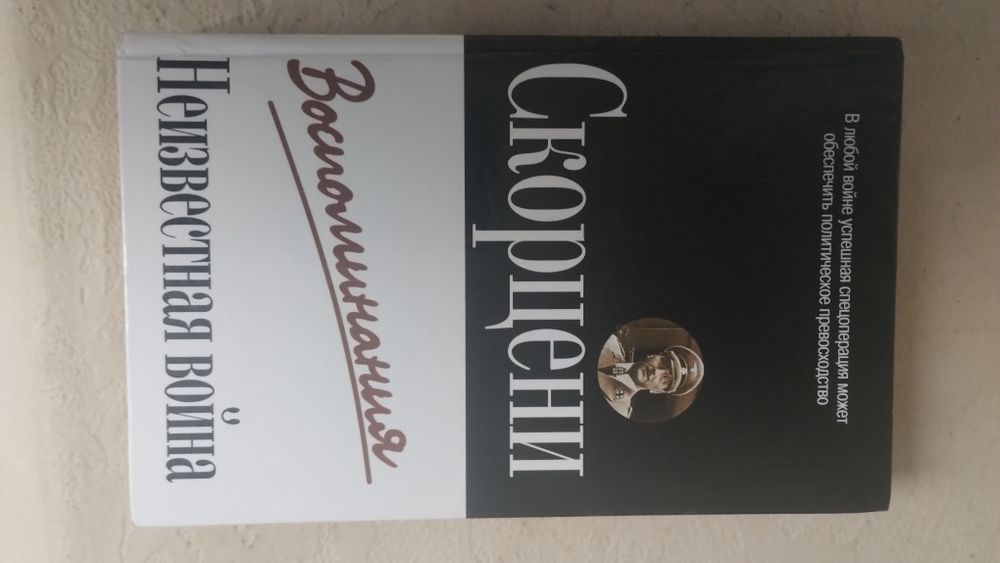 В любой войне успешная спецоперация может
обеспечить политическое превосходство
Скорцени
Воспоминания
Неизвестная война